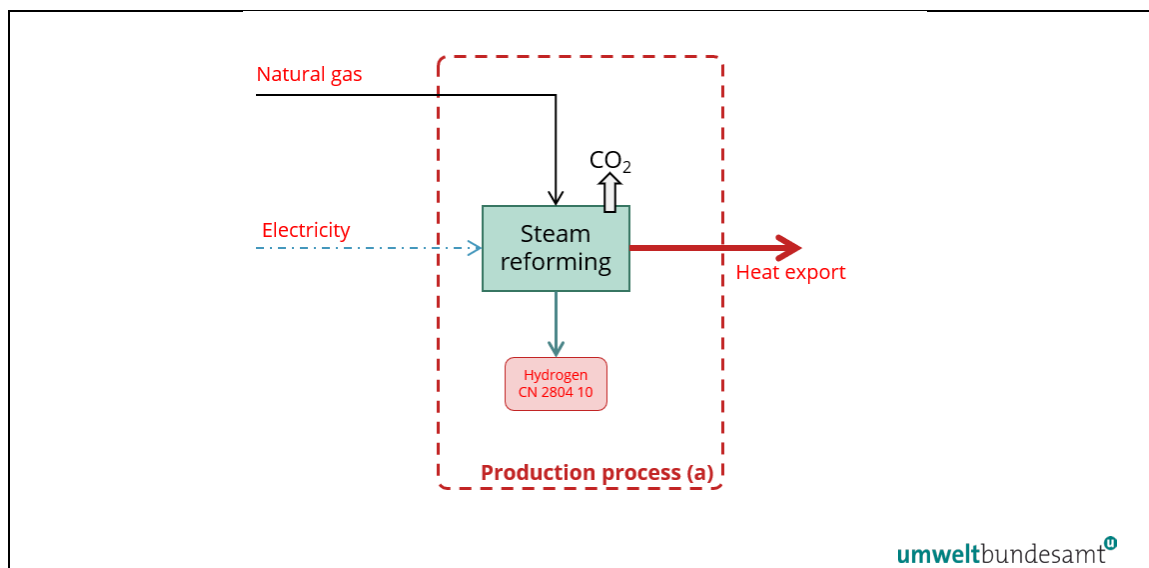 Natural gas
CO₂
Electricity
Steam
reforming
Heat export
Hydrogen
CN 2804 10
Production process (a)
umweltbundesamt
u